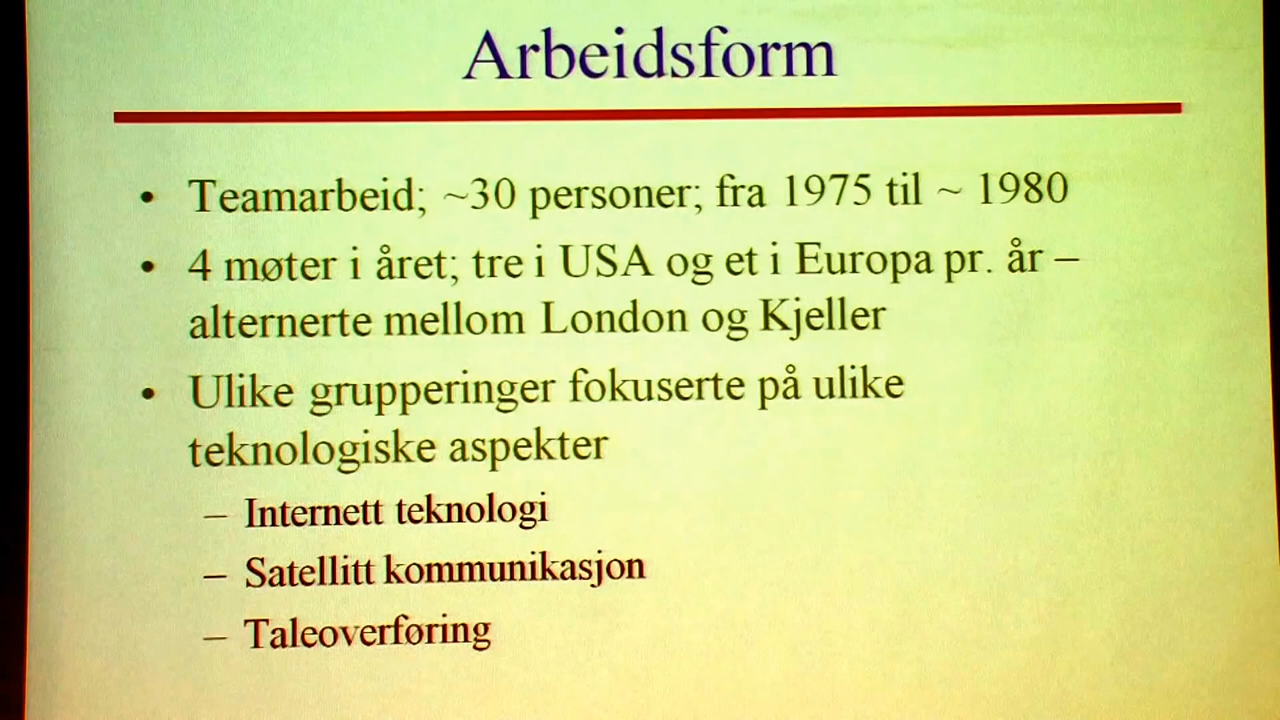 Arbeidsform
• Teamarbeid; ~30 personer; fra 1975 til ~ 1980
• 4 møter i året; tre i USA og et i Europa pr. år –
alternerte mellom London og Kjeller
• Ulike grupperinger fokuserte på ulike
teknologiske aspekter
– Internett teknologi
– Satellitt kommunikasjon
– Taleoverføring